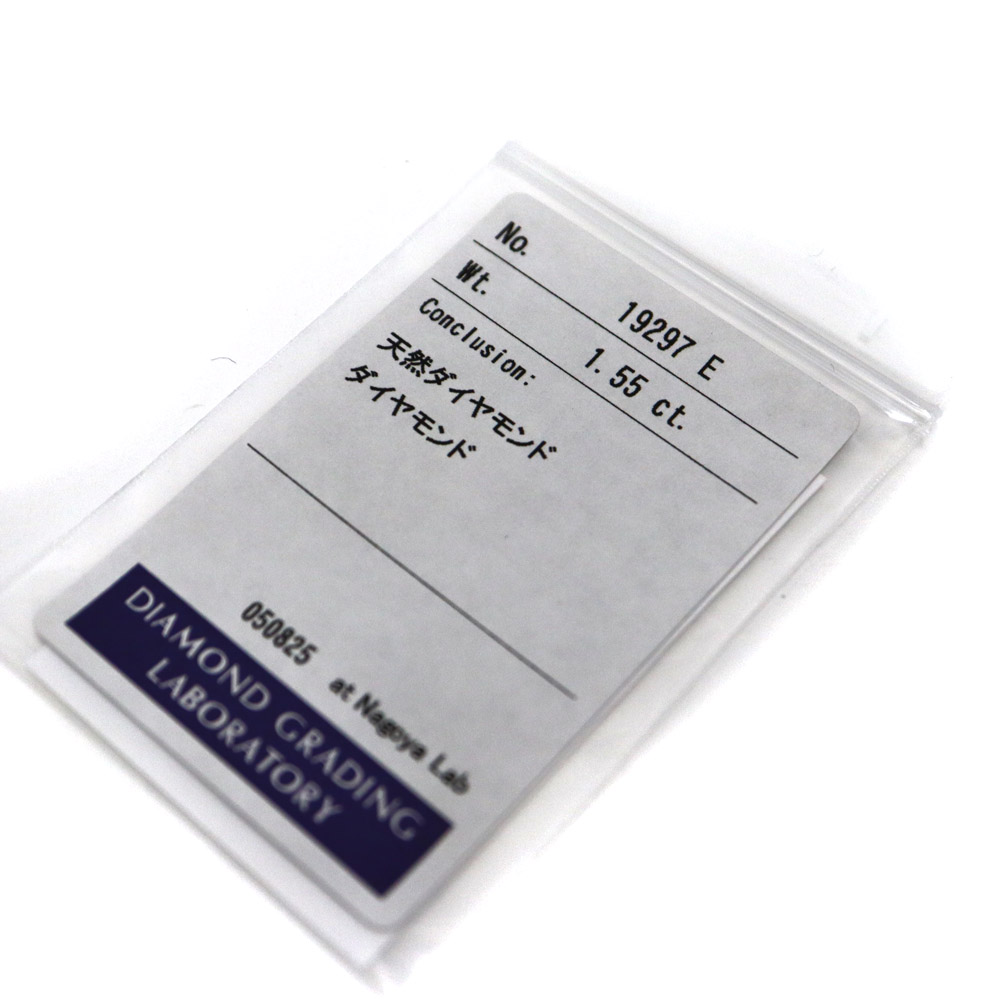 No. 19297 E
Wt. 1.55 ct.
Conclusion:
天然ダイヤモンド
ダイヤモンド
050825 at Nagoya Lab
DIAMOND GRADING
LABORATORY